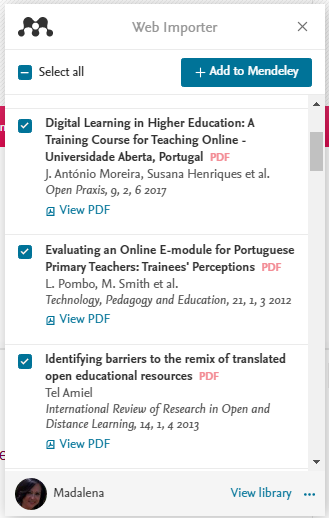 Web Importer
Select all
+ Add to Mendeley
Digital Learning in Higher Education: A
Training Course for Teaching Online -
Universidade Aberta, Portugal PDF
J. António Moreira, Susana Henriques et al.
Open Praxis, 9, 2, 6 2017
View PDF
Evaluating an Online E-module for Portuguese
Primary Teachers: Trainees' Perceptions PDF
L. Pombo, M. Smith et al.
Technology, Pedagogy and Education, 21, 1, 3 2012
View PDF
Identifying barriers to the remix of translated
open educational resources PDF
Tel Amiel
International Review of Research in Open and
Distance Learning, 14, 1, 4 2013
View PDF
Madalena
View library